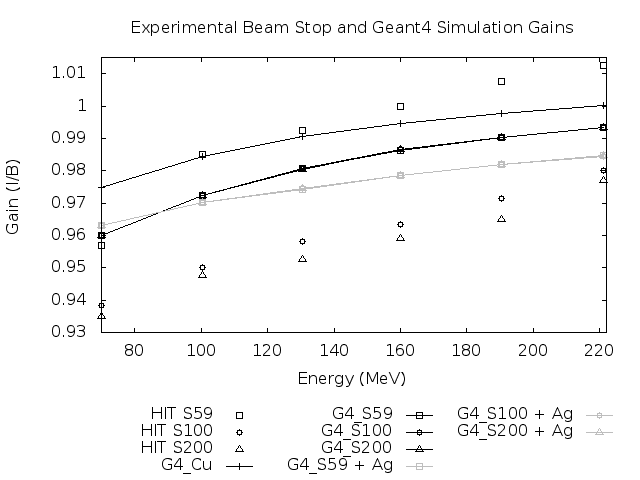 Experimental Beam Stop and Geant4 Simulation Gains
1.01
1
0.99
0.98
0.97
0.96
0.95
0.94
0.93
Gain (I/B)
80 100 120 140 160 180 200 220
Energy (MeV)
HIT S59 G4_S59 G4_S100 + Ag
HIT S100 G4_S100 G4_S200 + Ag
HIT S200 G4_S200
G4_Cu G4_S59 + Ag